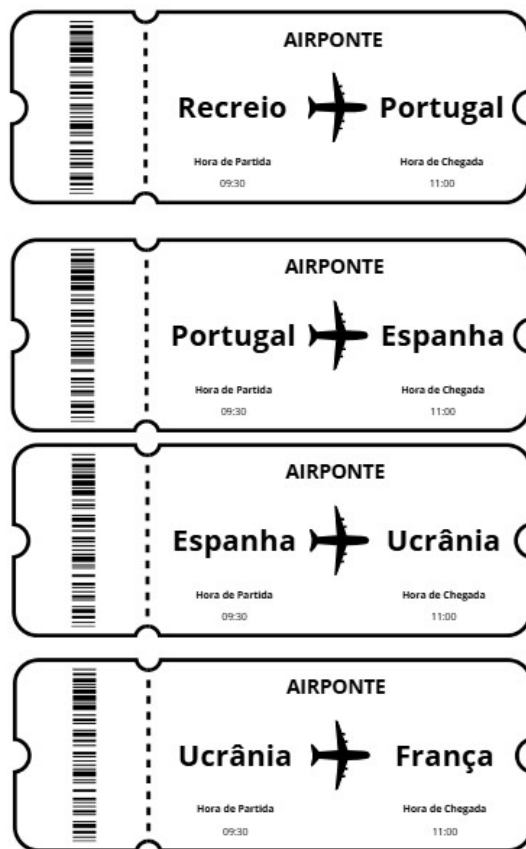 AIRPONTE
Recreio Portugal
Hora de Partida Hora de Chegada
09:30 11:00
AIRPONTE
Portugal Espanha
Hora de Partida Hora de Chegada
09:30 11:00
AIRPONTE
Espanha Ucrânia
Hora de Partida Hora de Chegada
09:30 11:00
AIRPONTE
Ucrânia França
Hora de Partida Hora de Chegada
09:30 11:00